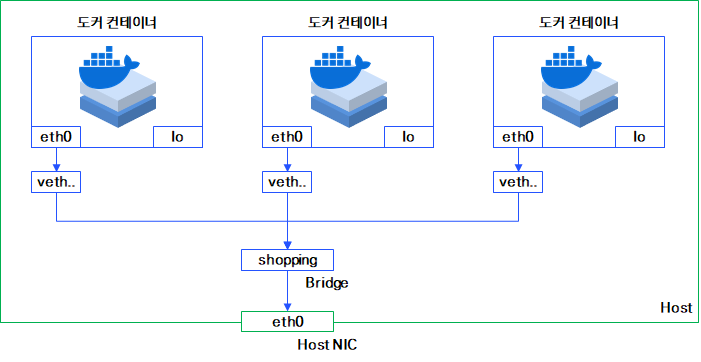 도커 컨테이너
도커 컨테이너
도커 컨테이너
eth0
lo
eth0
lo
eth0
lo
veth..
veth..
veth..
shopping
Bridge
Host
eth0
Host NIC